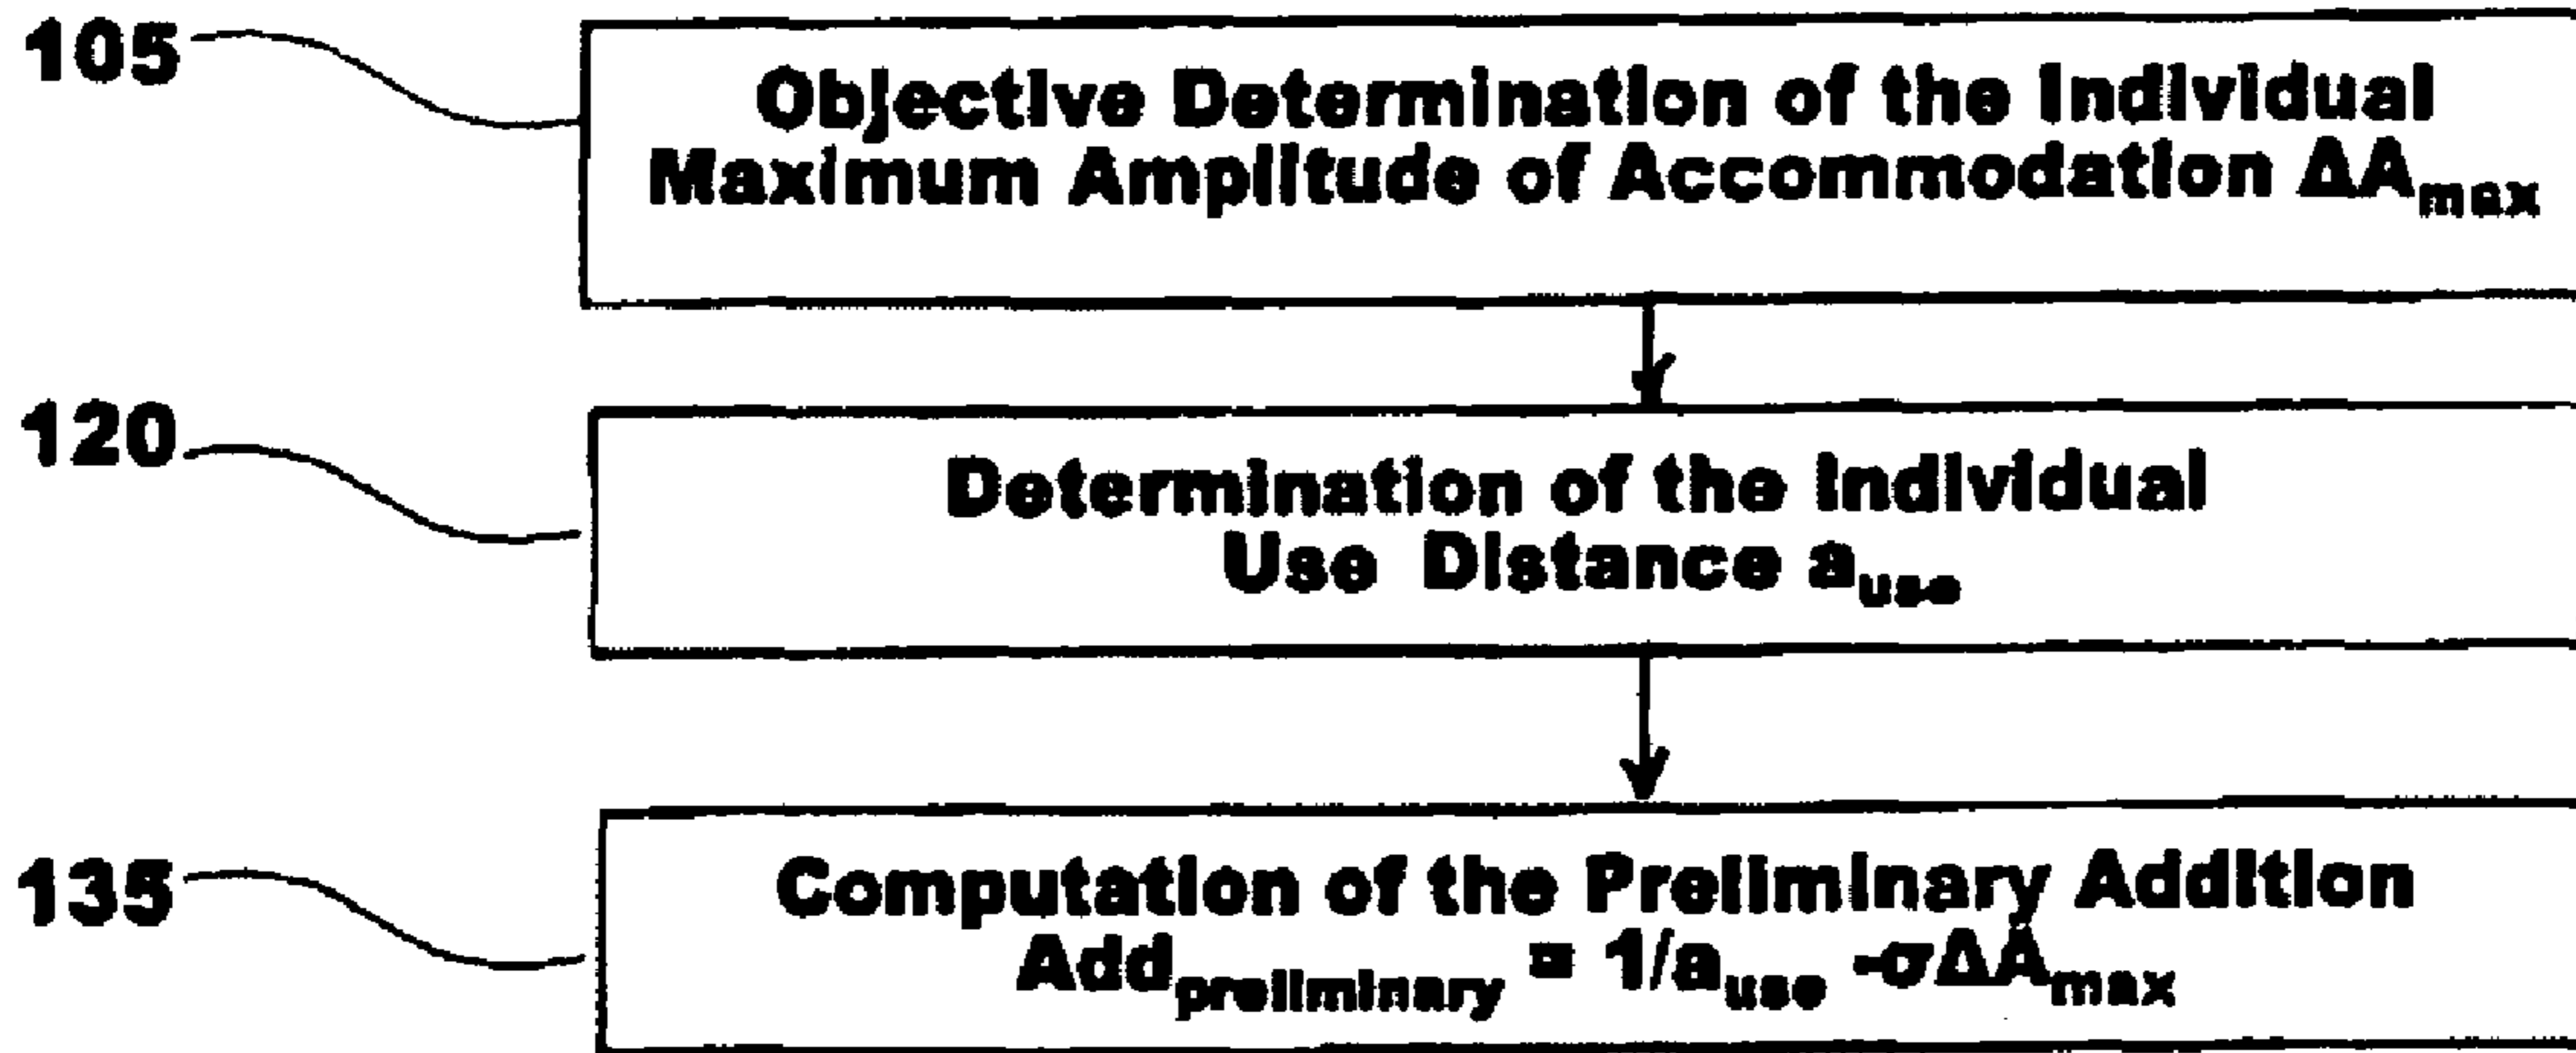 105
Objective Determination of the Individual
Maximum Amplitude of Accommodation ΔAmax
120
Determination of the Individual
Use Distance ause
135
Computation of the Preliminary Addition
Addpreliminary = 1/ause -σΔAmax